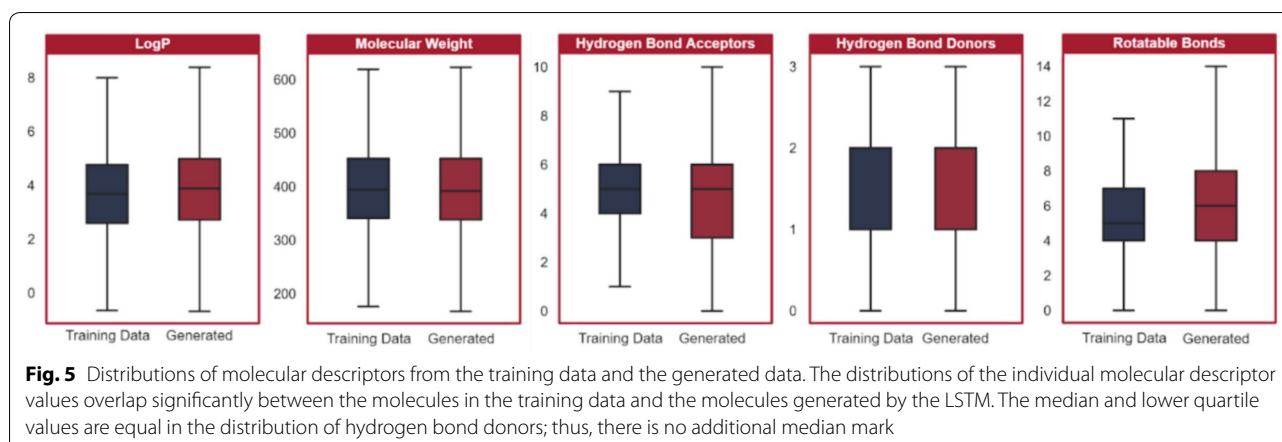 LogP
8
6
4
2
0
Training Data Generated
Molecular Weight
600
500
400
300
200
Training Data Generated
Hydrogen Bond Acceptors
10
8
6
4
2
0
Training Data Generated
Hydrogen Bond Donors
3
2
1
0
Training Data Generated
Rotatable Bonds
14
12
10
8
6
4
2
0
Training Data Generated
Fig. 5 Distributions of molecular descriptors from the training data and the generated data. The distributions of the individual molecular descriptor
values overlap significantly between the molecules in the training data and the molecules generated by the LSTM. The median and lower quartile
values are equal in the distribution of hydrogen bond donors; thus, there is no additional median mark